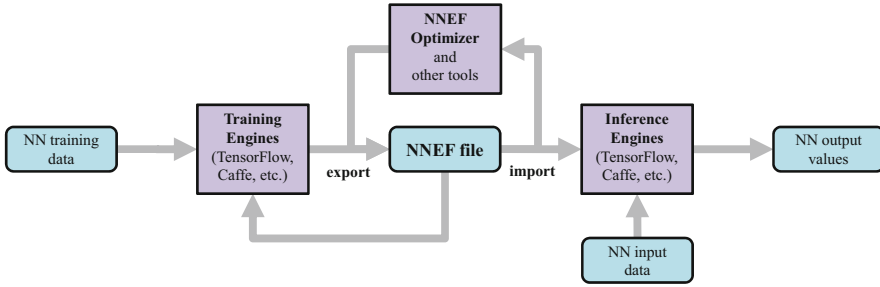 NNEF
Optimizer
and
other tools
NN training
data
Training
Engines
(TensorFlow,
Caffe, etc.)
export
NNEF file
import
Inference
Engines
(TensorFlow,
Caffe, etc.)
NN output
values
NN input
data